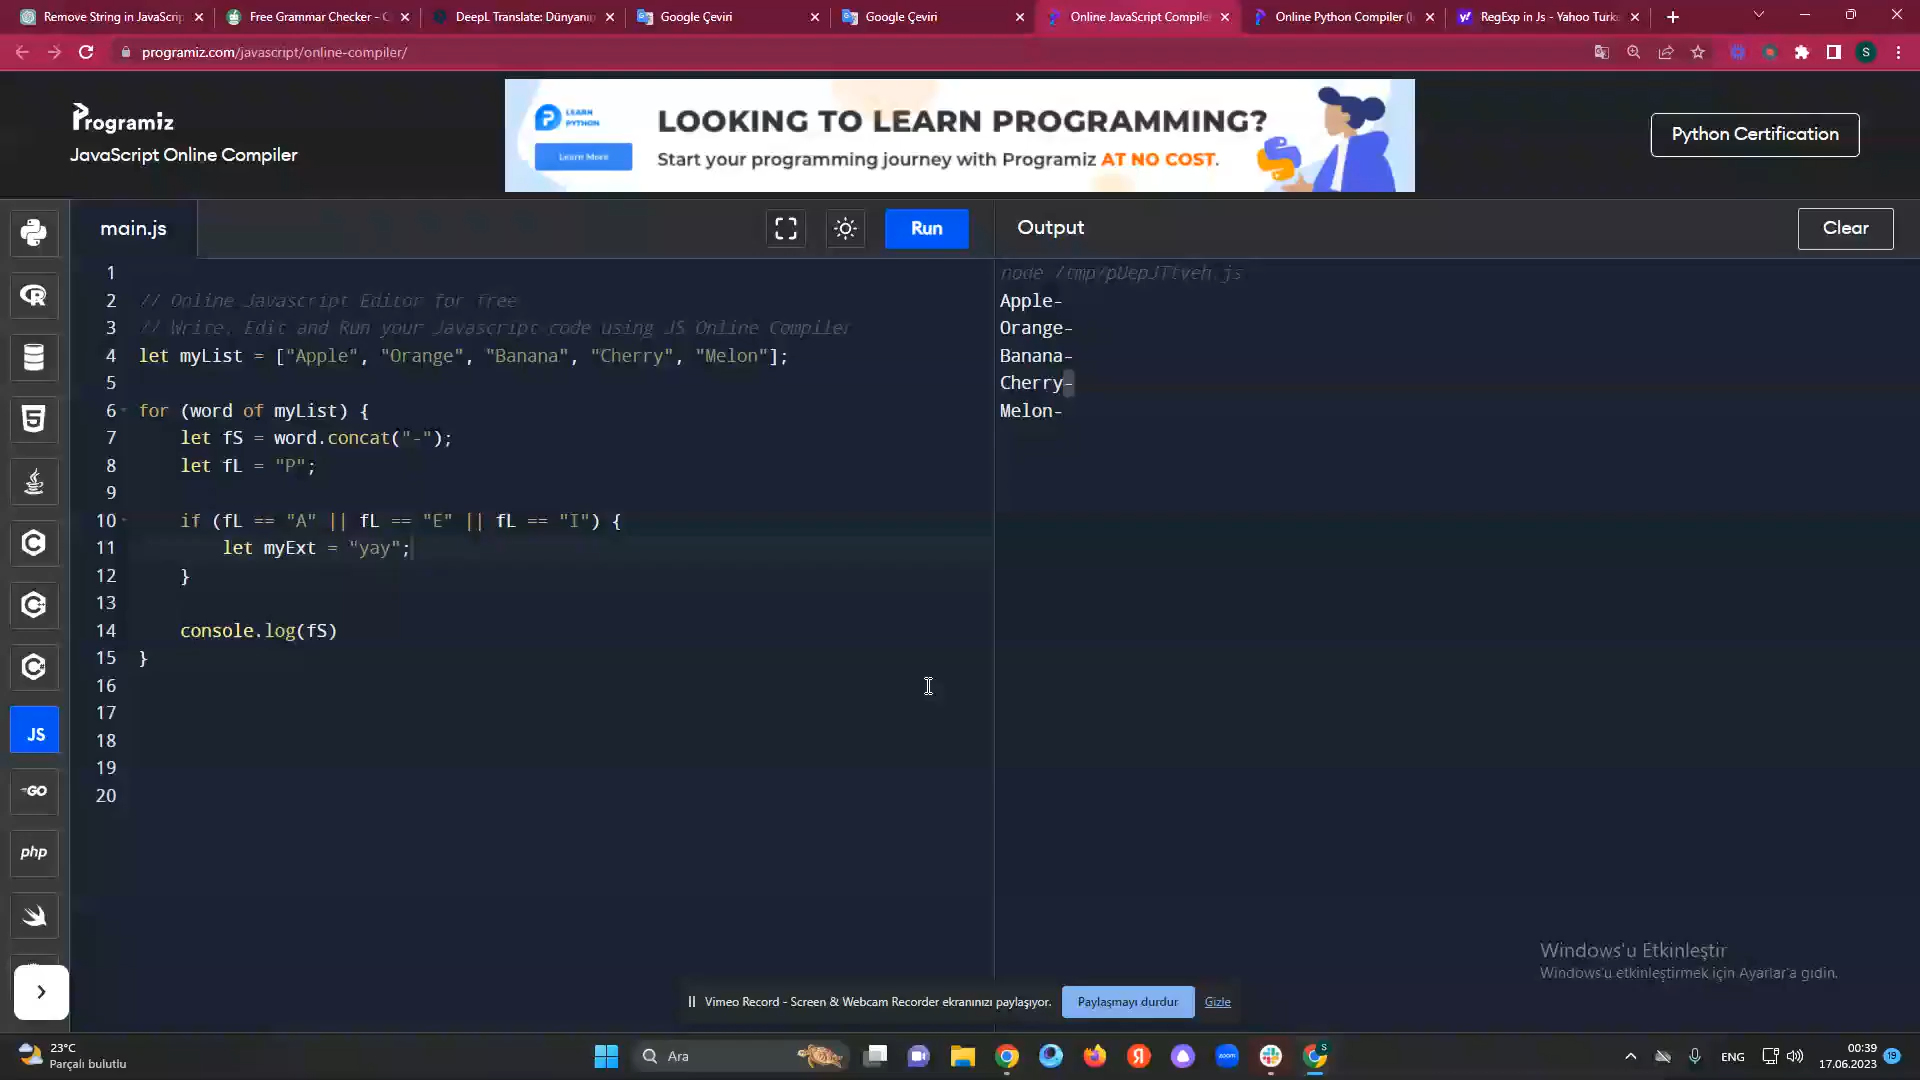 Remove String in JavaScrip
Free Grammar Checker - C
DeepL Translate: Dünyanın
Google Çeviri
Google Çeviri
Online JavaScript Compiler
Online Python Compiler (I
RegExp in Js - Yahoo Turk
programiz.com/javascript/online-compiler/
S
Programiz
JavaScript Online Compiler
LEARN
PYTHON
Learn More
LOOKING TO LEARN PROGRAMMING?
Start your programming journey with Programiz AT NO COST.
Python Certification
main.js
Run
Output
Clear
1
2 // Online Javascript Editor for free
3 // Write, Edit and Run your Javascript code using JS Online Compiler
4 let myList = ["Apple", "Orange", "Banana", "Cherry", "Melon"];
5
6 for (word of myList) {
7 let fS = word.concat("-");
8 let fL = "P";
9
10 if (fL == "A" || fL == "E" || fL == "I") {
11 let myExt = "yay";
12 }
13
14 console.log(fS)
15 }
16
17
18
19
20
node /tmp/pUepJTtveh.js
Apple-
Orange-
Banana-
Cherry-
Melon-
JS
GO
php
Windows'u Etkinleştir
Windows'u etkinleştirmek için Ayarlar'a gidin.
Vimeo Record - Screen & Webcam Recorder ekranınızı paylaşıyor.
Paylaşmayı durdur
Gizle
23°C
Parçalı bulutlu
Ara
zoom
S
ENG
00:39
17.06.2023
19